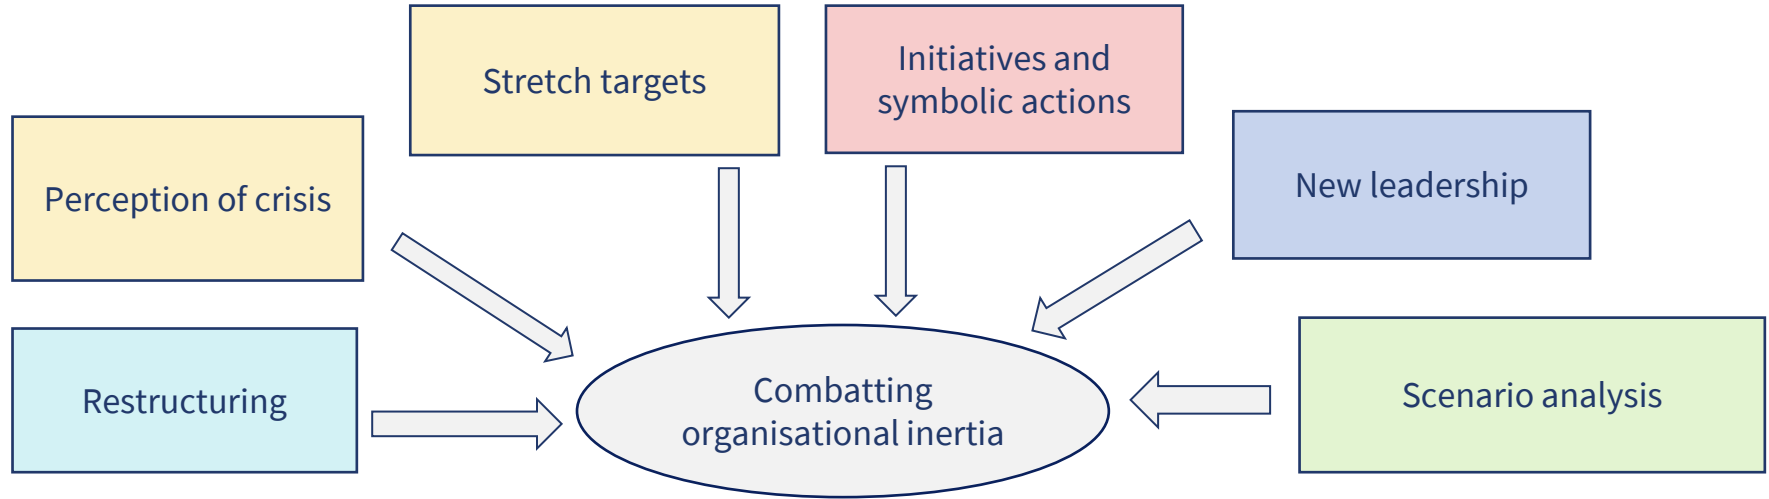 Stretch targets
Initiatives and
symbolic actions
Perception of crisis
New leadership
Restructuring
Combatting
organisational inertia
Scenario analysis